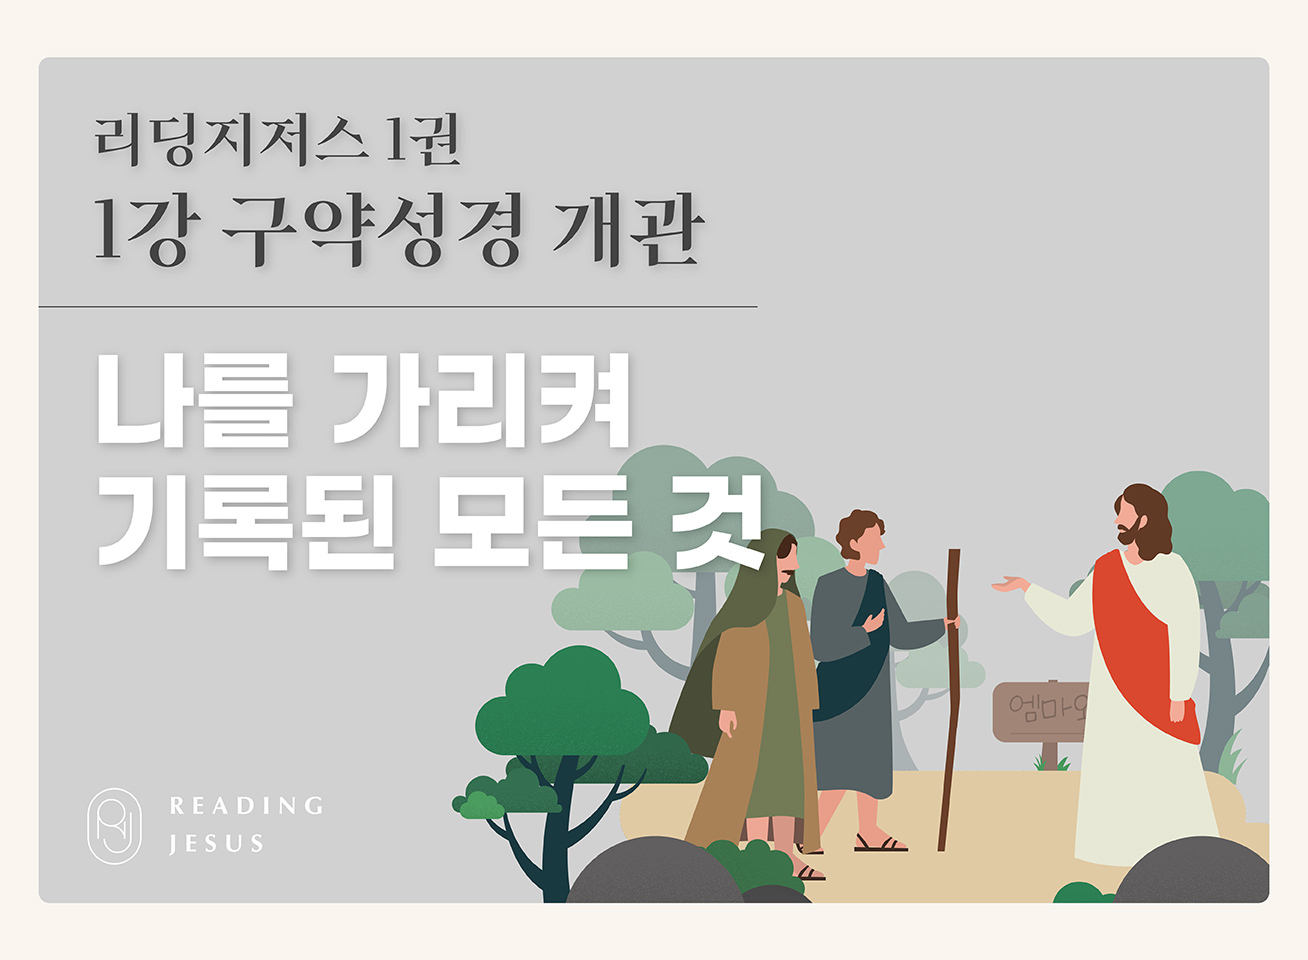 리딩지저스 1권
1강 구약성경 개관
나를 가리켜
기록된 모든 것
엠마오
READING
JESUS